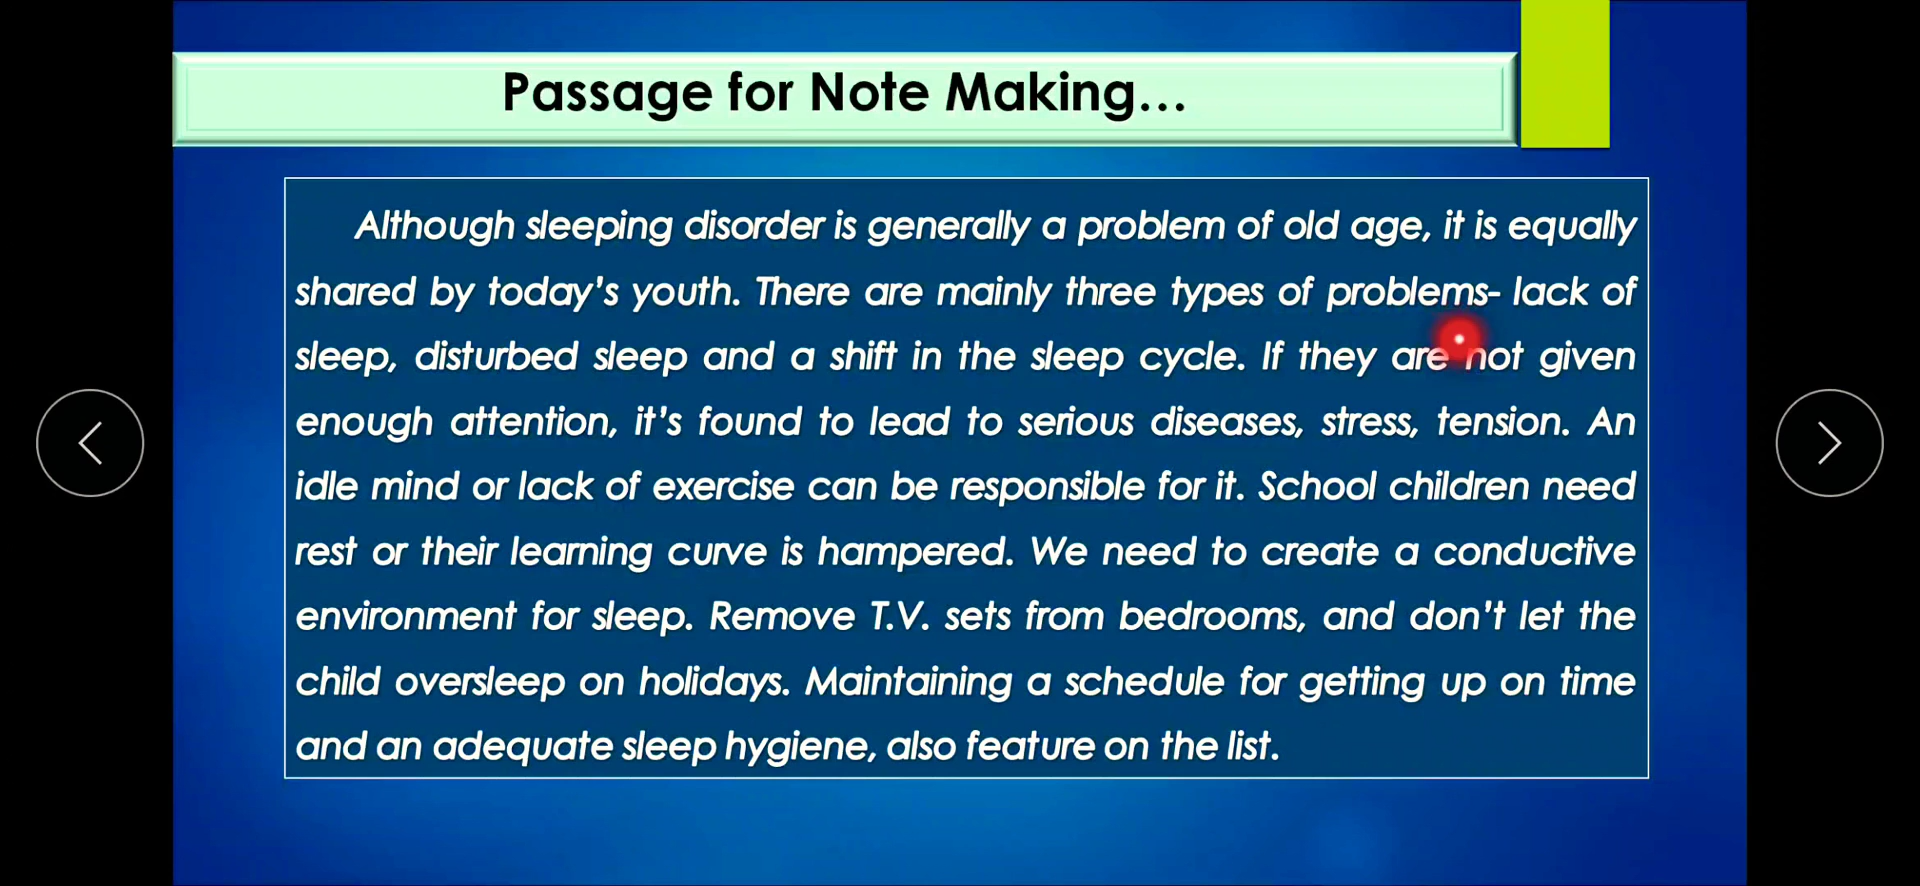 Passage for Note Making...
Although sleeping disorder is generally a problem of old age, it is equally
shared by today's youth. There are mainly three types of problems- lack of
sleep, disturbed sleep and a shift in the sleep cycle. If they are not given
enough attention, it's found to lead to serious diseases, stress, tension. An
idle mind or lack of exercise can be responsible for it. School children need
rest or their learning curve is hampered. We need to create a conductive
environment for sleep. Remove T.V. sets from bedrooms, and don't let the
child oversleep on holidays. Maintaining a schedule for getting up on time
and an adequate sleep hygiene, also feature on the list.